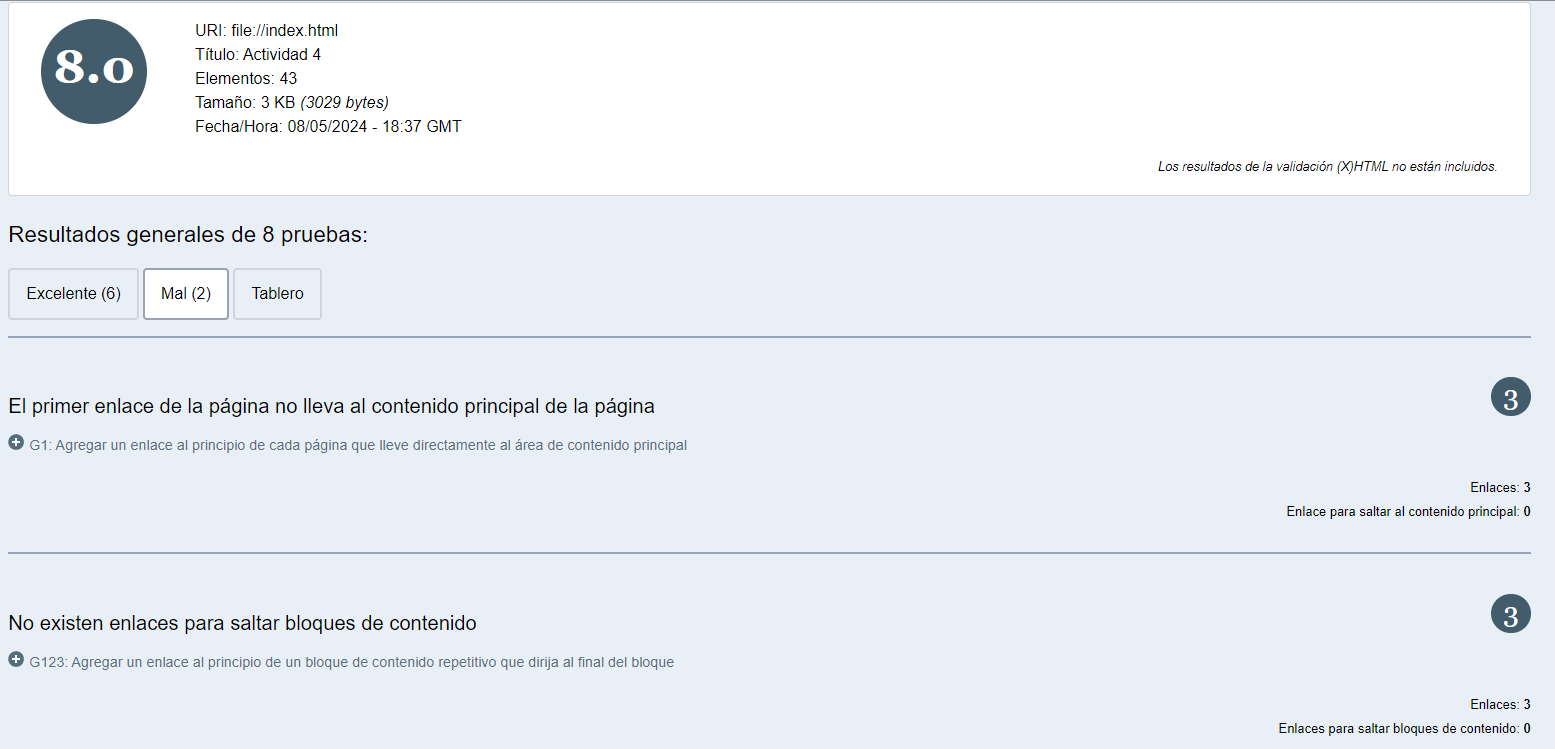 8.0
URI: file://index.html
Título: Actividad 4
Elementos: 43
Tamaño: 3 KB (3029 bytes)
Fecha/Hora: 08/05/2024 - 18:37 GMT
Los resultados de la validación (X)HTML no están incluidos.
Resultados generales de 8 pruebas:
Excelente (6) Mal (2) Tablero
3
El primer enlace de la página no lleva al contenido principal de la página
G1: Agregar un enlace al principio de cada página que lleve directamente al área de contenido principal
Enlaces: 3
Enlace para saltar al contenido principal: 0
3
No existen enlaces para saltar bloques de contenido
G123: Agregar un enlace al principio de un bloque de contenido repetitivo que dirija al final del bloque
Enlaces: 3
Enlaces para saltar bloques de contenido: 0